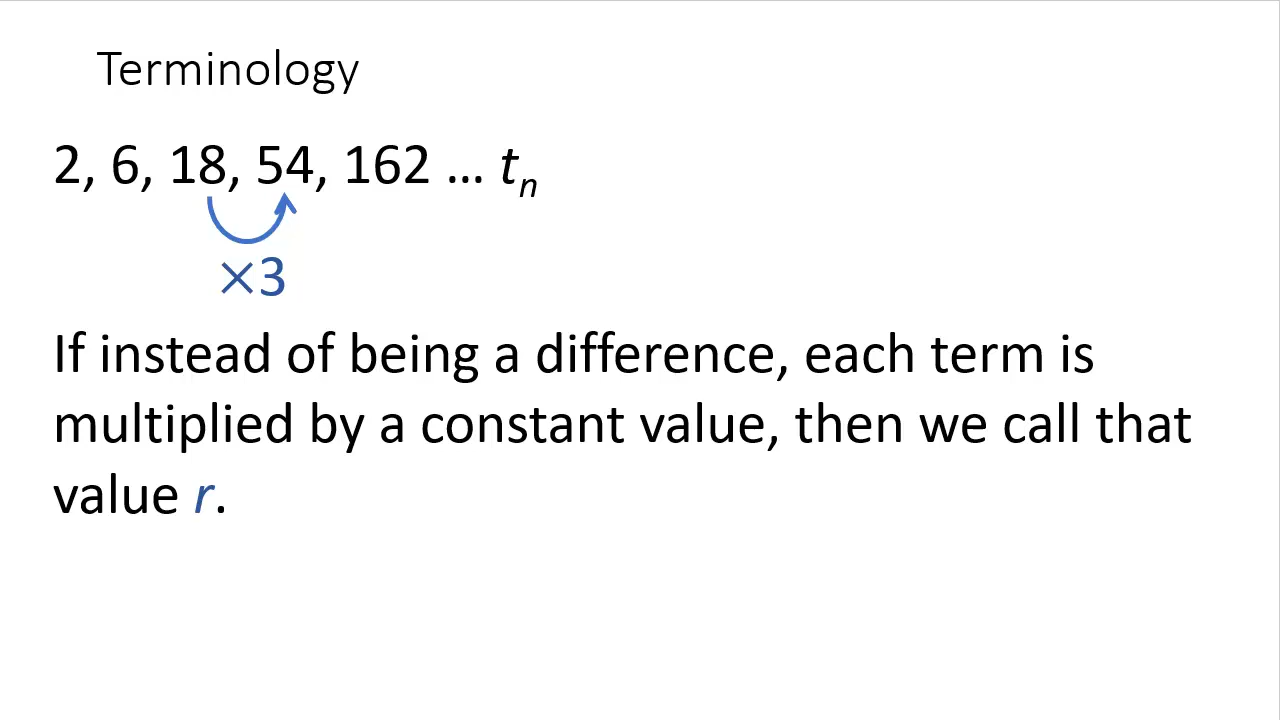 Terminology
2, 6, 18, 54, 162 … tₙ
×3
If instead of being a difference, each term is
multiplied by a constant value, then we call that
value r.